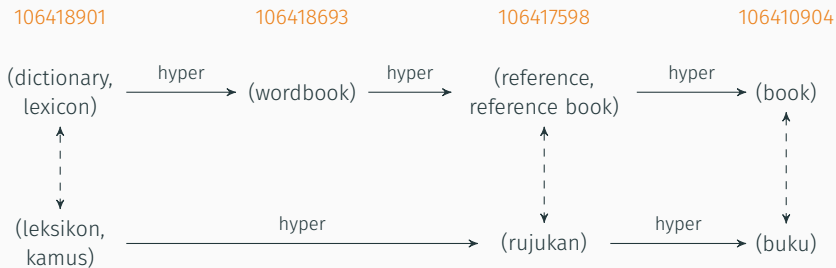 106418901 106418693 106417598 106410904
(dictionary, lexicon) hyper (wordbook) hyper (reference, reference book) hyper (book)
(leksikon, kamus) hyper (rujukan) hyper (buku)